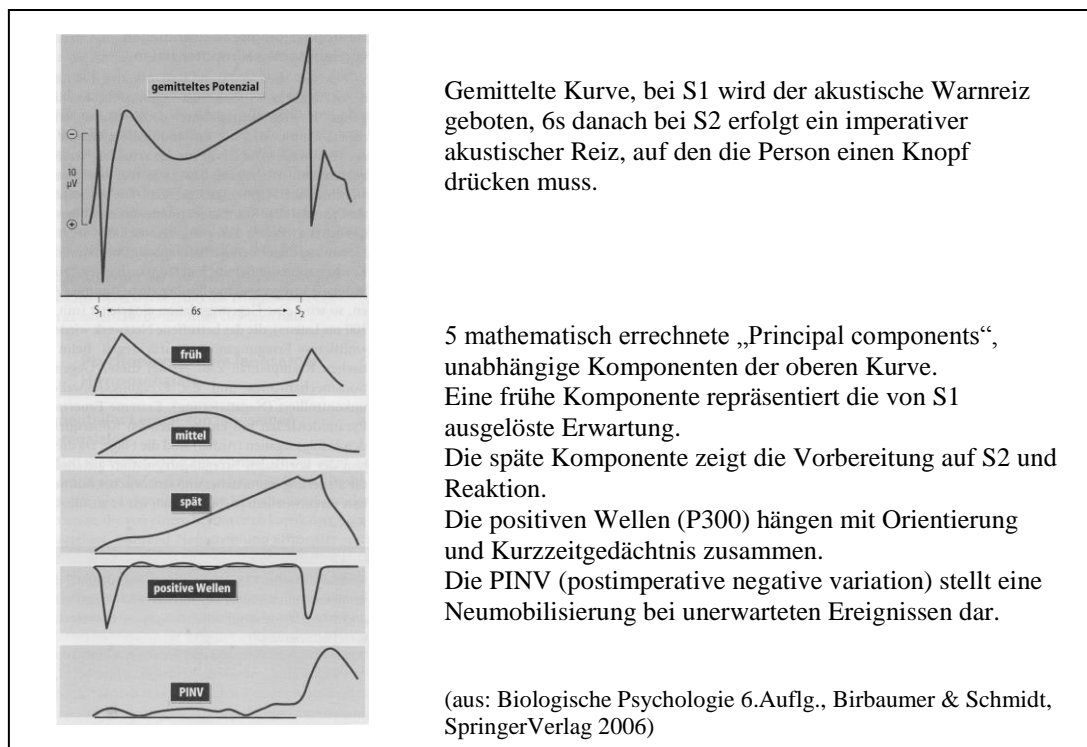 gemitteltes Potenzial
⊖
10
µV
⊕
S1 6s S2
früh
mittel
spät
positive Wellen
PINV
Gemittelte Kurve, bei S1 wird der akustische Warnreiz
geboten, 6s danach bei S2 erfolgt ein imperativer
akustischer Reiz, auf den die Person einen Knopf
drücken muss.
5 mathematisch errechnete „Principal components“,
unabhängige Komponenten der oberen Kurve.
Eine frühe Komponente repräsentiert die von S1
ausgelöste Erwartung.
Die späte Komponente zeigt die Vorbereitung auf S2 und
Reaktion.
Die positiven Wellen (P300) hängen mit Orientierung
und Kurzzeitgedächtnis zusammen.
Die PINV (postimperative negative variation) stellt eine
Neumobilisierung bei unerwarteten Ereignissen dar.
(aus: Biologische Psychologie 6.Auflg., Birbaumer & Schmidt,
SpringerVerlag 2006)